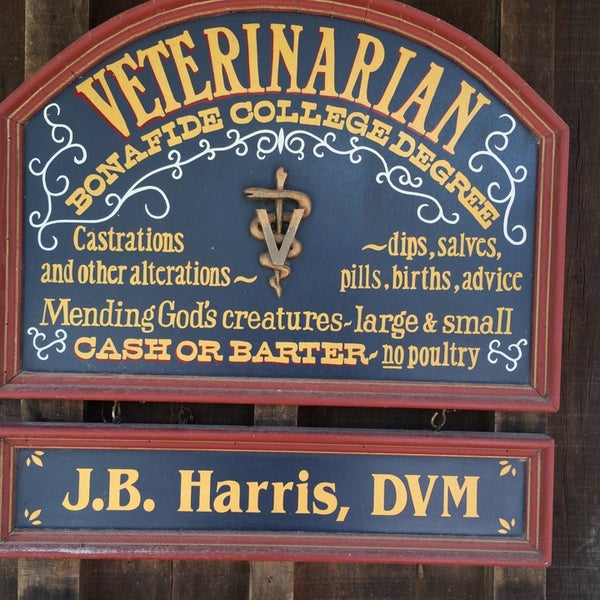 VETERINARIAN
BONAFIDE COLLEGE DEGREE
V
Castrations
and other alterations~
~dips, salves,
pills, births, advice
Mending God's creatures~large & small
CASH OR BARTER~no poultry
J.B. Harris, DVM